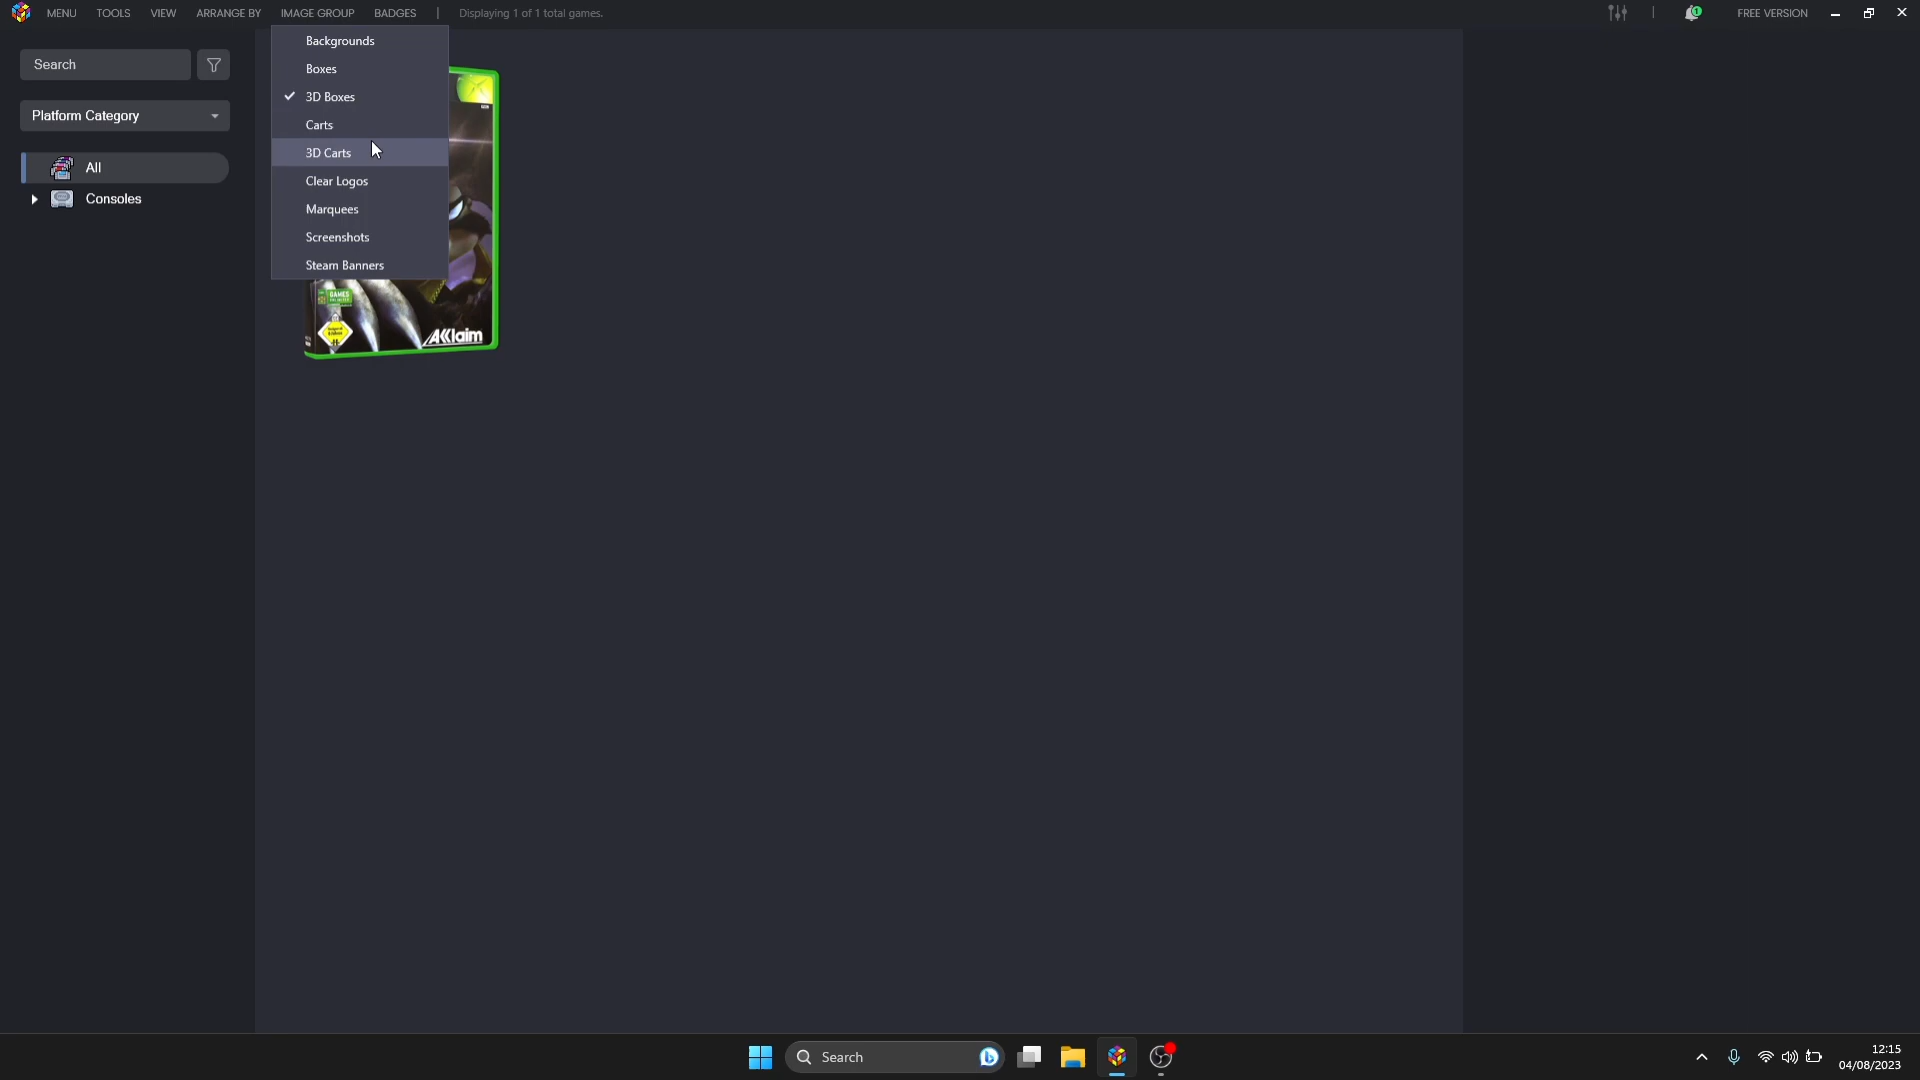 MENU TOOLS VIEW ARRANGE BY IMAGE GROUP BADGES | Displaying 1 of 1 total games. 1 | FREE VERSION
Search
Platform Category
All
Consoles
Backgrounds
Boxes
3D Boxes
Carts
3D Carts
Clear Logos
Marquees
Screenshots
Steam Banners
AKklaim
Search
12:15
04/08/2023